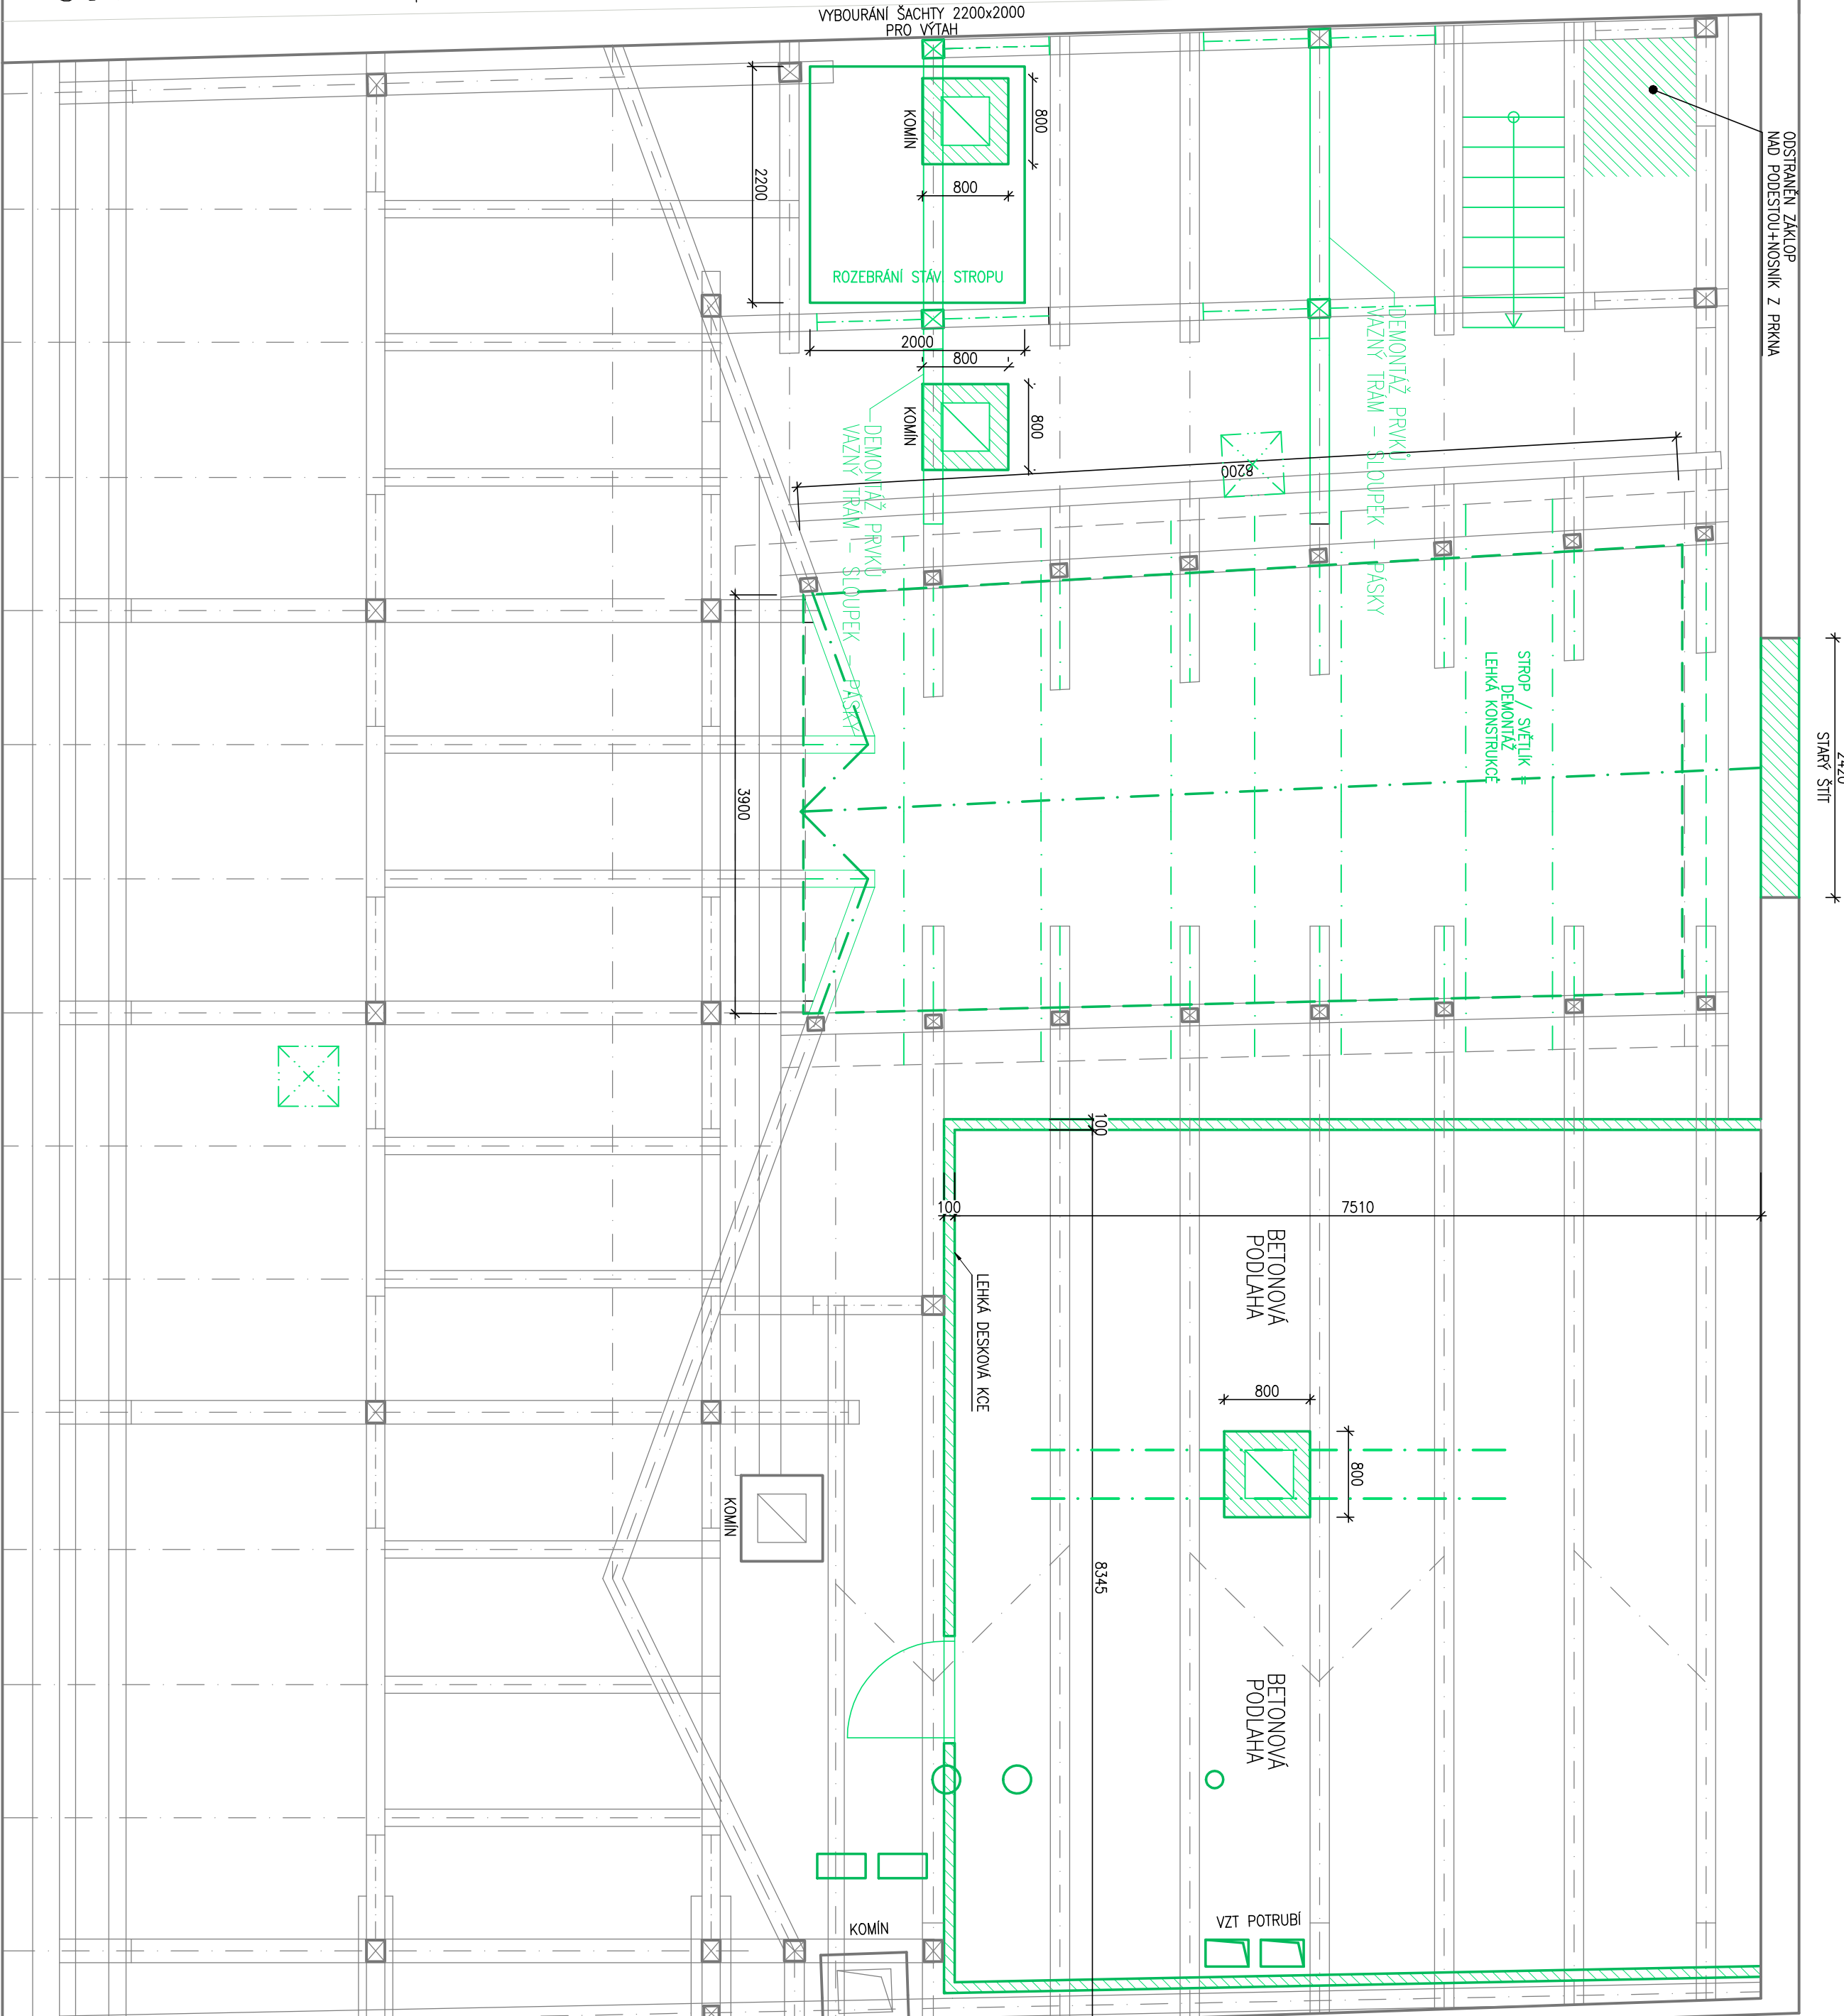 VYBOURÁNÍ ŠACHTY 2200x2000
PRO VÝTAH
ODSTRANĚN ZÁKLOP
NAD PODESTOU+NOSNÍK Z PRKNA
KOMÍN
800
800
2200
ROZEBRÁNÍ STÁV. STROPU
2000
800
800
KOMÍN
DEMONTÁŽ PRVKŮ
VAZNÝ TRÁM - SLOUPEK - PÁSKY
DEMONTÁŽ PRVKŮ
VAZNÝ TRÁM - SLOUPEK - PÁSKY
8200
STROP / SVĚTLÍK =
DEMONTÁŽ
LEHKÁ KONSTRUKCE
2420
STARÝ ŠTÍT
3900
100
100
7510
BETONOVÁ
PODLAHA
LEHKÁ DESKOVÁ KCE
800
800
KOMÍN
8345
BETONOVÁ
PODLAHA
KOMÍN
VZT POTRUBÍ